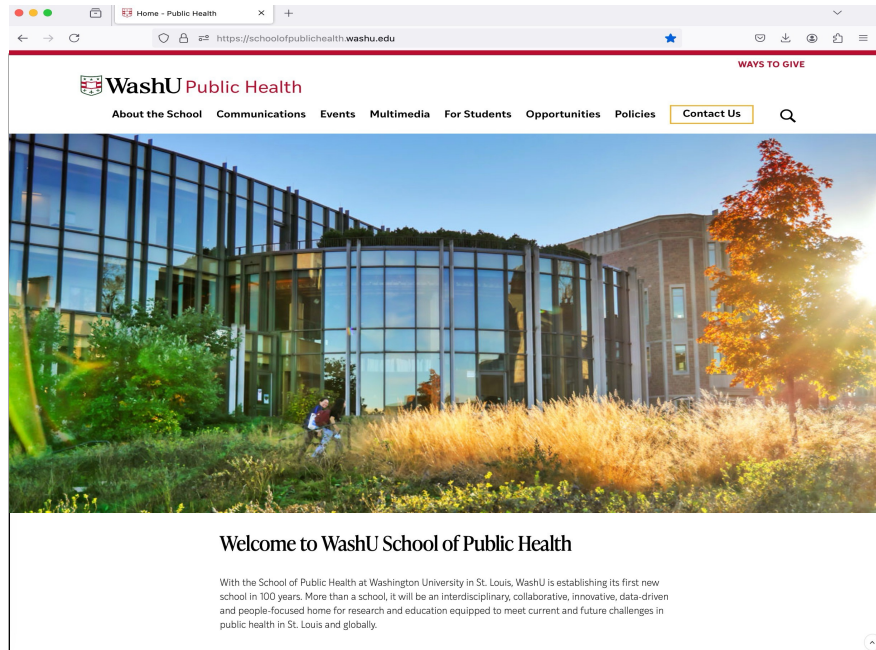 Home - Public Health
https://schoolofpublichealth.washu.edu
WAYS TO GIVE
WashU Public Health
About the School Communications Events Multimedia For Students Opportunities Policies Contact Us
Welcome to WashU School of Public Health
With the School of Public Health at Washington University in St. Louis, WashU is establishing its first new
school in 100 years. More than a school, it will be an interdisciplinary, collaborative, innovative, data-driven
and people-focused home for research and education equipped to meet current and future challenges in
public health in St. Louis and globally.